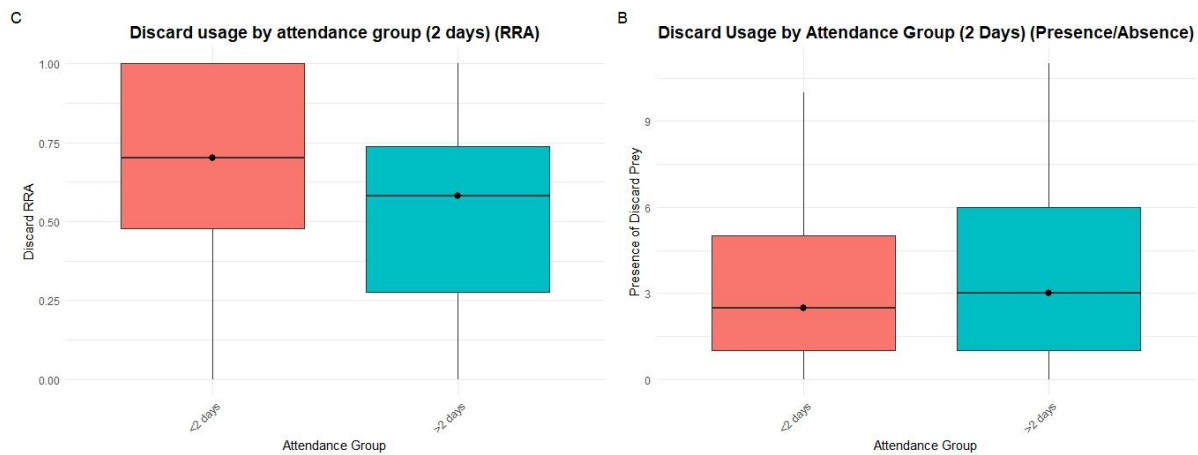 C
Discard usage by attendance group (2 days) (RRA)
1.00
0.75
0.50
0.25
0.00
Discard RRA
<2 days
>2 days
Attendance Group
B
Discard Usage by Attendance Group (2 Days) (Presence/Absence)
9
6
3
0
Presence of Discard Prey
<2 days
>2 days
Attendance Group